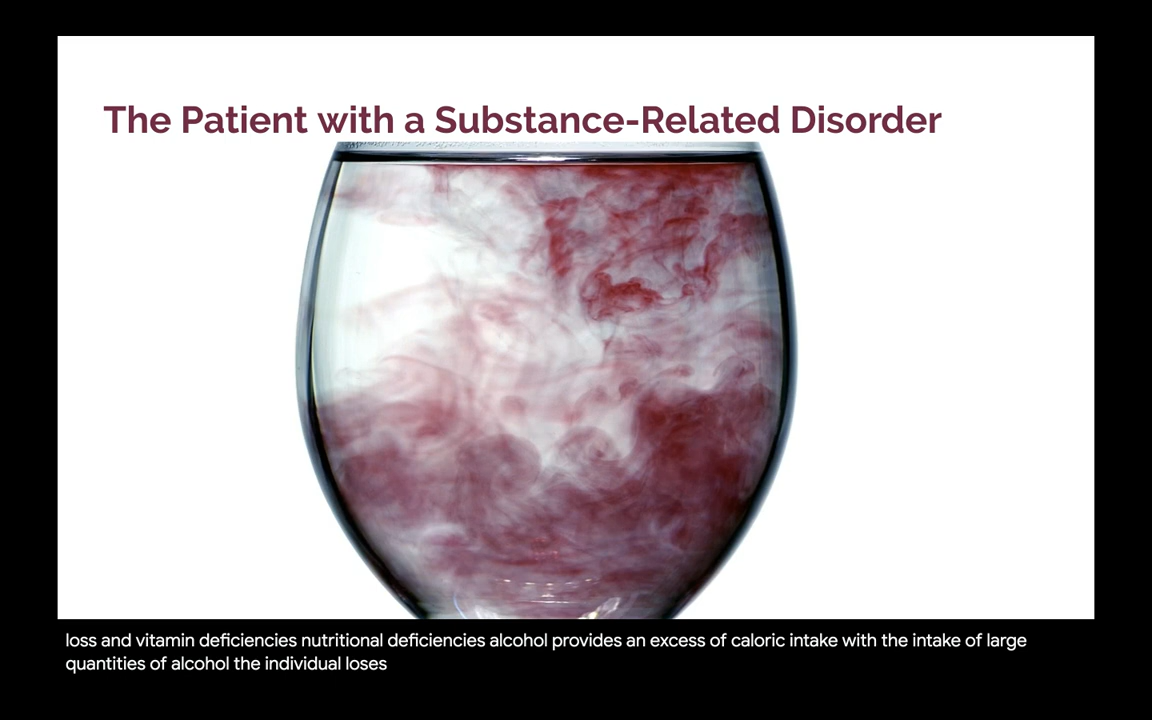 The Patient with a Substance-Related Disorder
loss and vitamin deficiencies nutritional deficiencies alcohol provides an excess of caloric intake with the intake of large
quantities of alcohol the individual loses